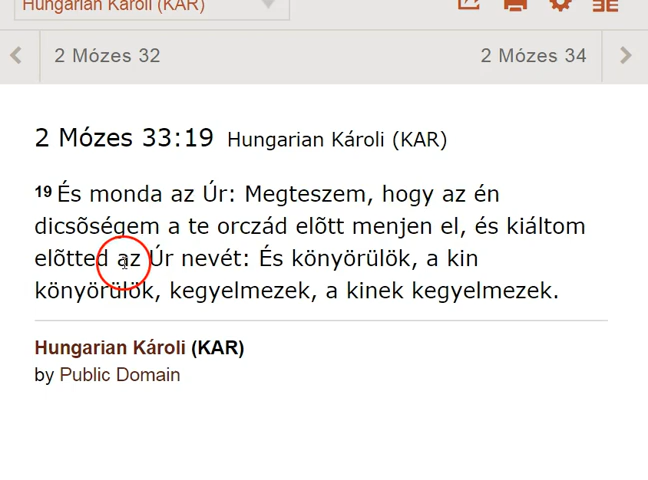 Hungarian Károli (KAR)
2 Mózes 32 2 Mózes 34
2 Mózes 33:19 Hungarian Károli (KAR)
19 És monda az Úr: Megteszem, hogy az én
dicsõségem a te orczád elõtt menjen el, és kiáltom
elõtted az Úr nevét: És könyörülök, a kin
könyörülök, kegyelmezek, a kinek kegyelmezek.
Hungarian Károli (KAR)
by Public Domain